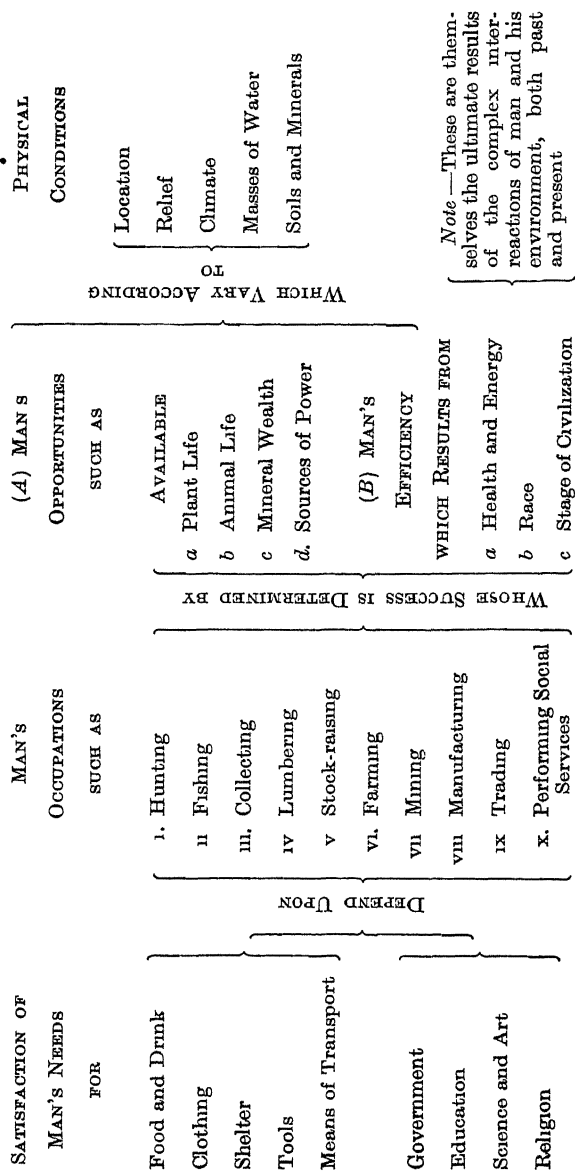 SATISFACTION OF
MAN'S NEEDS
FOR
Food and Drink
Clothing
Shelter
Tools
Means of Transport
Government
Education
Science and Art
Religion
DEPEND UPON
MAN'S
OCCUPATIONS
SUCH AS
i. Hunting
ii Fishing
iii. Collecting
iv Lumbering
v Stock-raising
vi. Farming
vii Mining
viii Manufacturing
ix Trading
x. Performing Social
Services
WHOSE SUCCESS IS DETERMINED BY
(A) MAN S
OPPORTUNITIES
SUCH AS
AVAILABLE
a Plant Life
b Animal Life
c Mineral Wealth
d. Sources of Power
(B) MAN'S
EFFICIENCY
WHICH RESULTS FROM
a Health and Energy
b Race
c Stage of Civilization
WHICH VARY ACCORDING
TO
PHYSICAL
CONDITIONS
Location
Relief
Climate
Masses of Water
Soils and Minerals
Note—These are them-
selves the ultimate results
of the complex inter-
reactions of man and his
environment, both past
and present